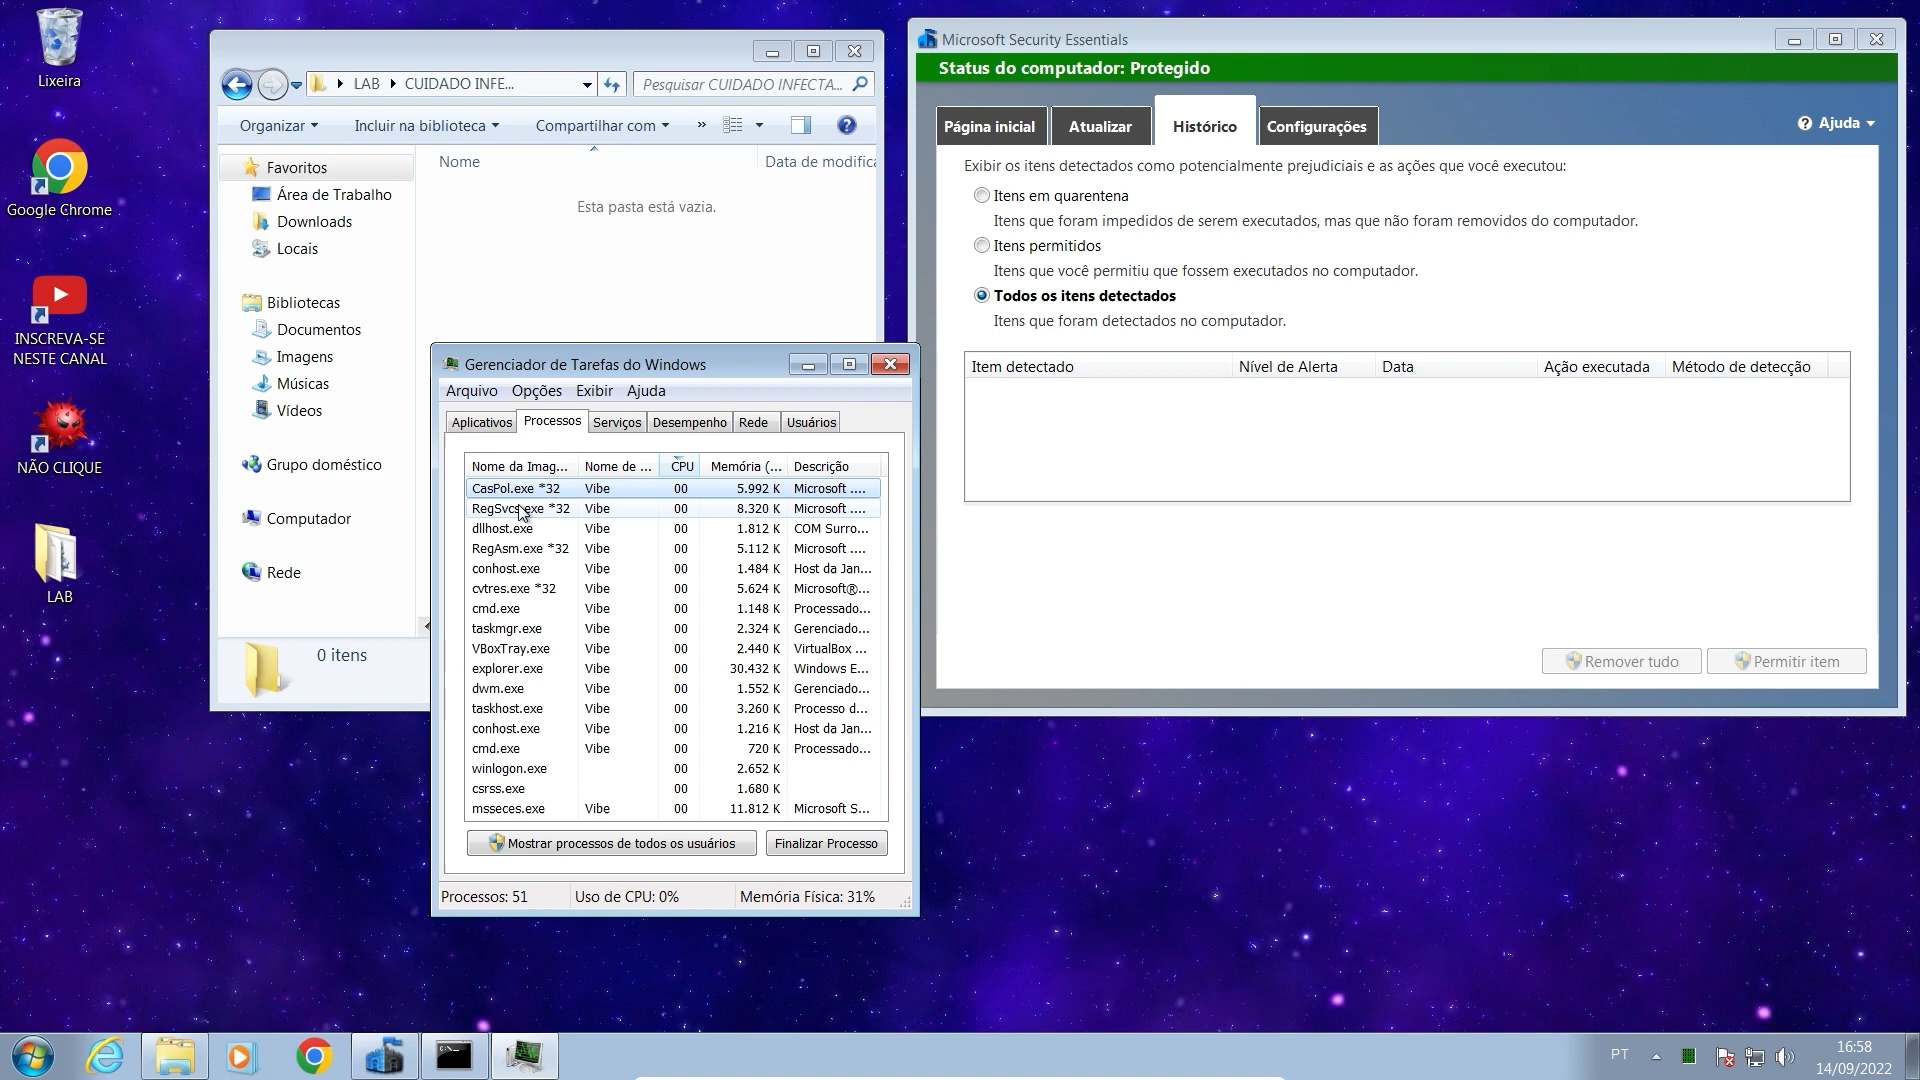 Lixeira
Google Chrome
INSCREVA-SE
NESTE CANAL
NÃO CLIQUE
LAB
LAB
CUIDADO INFE...
Pesquisar CUIDADO INFECTA...
Organizar
Incluir na biblioteca
Compartilhar com
»
Favoritos
Área de Trabalho
Downloads
Locais
Bibliotecas
Documentos
Imagens
Músicas
Vídeos
Grupo doméstico
Computador
Rede
Nome
Data de modifica
Esta pasta está vazia.
0 itens
Gerenciador de Tarefas do Windows
Arquivo Opções Exibir Ajuda
Aplicativos Processos Serviços Desempenho Rede Usuários
Nome da Imag... Nome de ... CPU Memória (... Descrição
CasPol.exe *32 Vibe 00 5.992 K Microsoft ....
RegSvcs.exe *32 Vibe 00 8.320 K Microsoft ....
dllhost.exe Vibe 00 1.812 K COM Surro...
RegAsm.exe *32 Vibe 00 5.112 K Microsoft ....
conhost.exe Vibe 00 1.484 K Host da Jan...
cvtres.exe *32 Vibe 00 5.624 K Microsoft®...
cmd.exe Vibe 00 1.148 K Processado...
taskmgr.exe Vibe 00 2.324 K Gerenciado...
VBoxTray.exe Vibe 00 2.440 K VirtualBox ...
explorer.exe Vibe 00 30.432 K Windows E...
dwm.exe Vibe 00 1.552 K Gerenciado...
taskhost.exe Vibe 00 3.260 K Processo d...
conhost.exe Vibe 00 1.216 K Host da Jan...
cmd.exe Vibe 00 720 K Processado...
winlogon.exe 00 2.652 K
csrss.exe 00 1.680 K
msseces.exe Vibe 00 11.812 K Microsoft S...
Mostrar processos de todos os usuários
Finalizar Processo
Processos: 51 Uso de CPU: 0% Memória Física: 31%
Microsoft Security Essentials
Status do computador: Protegido
Página inicial Atualizar Histórico Configurações
Ajuda
Exibir os itens detectados como potencialmente prejudiciais e as ações que você executou:
Itens em quarentena
Itens que foram impedidos de serem executados, mas que não foram removidos do computador.
Itens permitidos
Itens que você permitiu que fossem executados no computador.
Todos os itens detectados
Itens que foram detectados no computador.
Item detectado Nível de Alerta Data Ação executada Método de detecção
Remover tudo
Permitir item
PT
16:58
14/09/2022